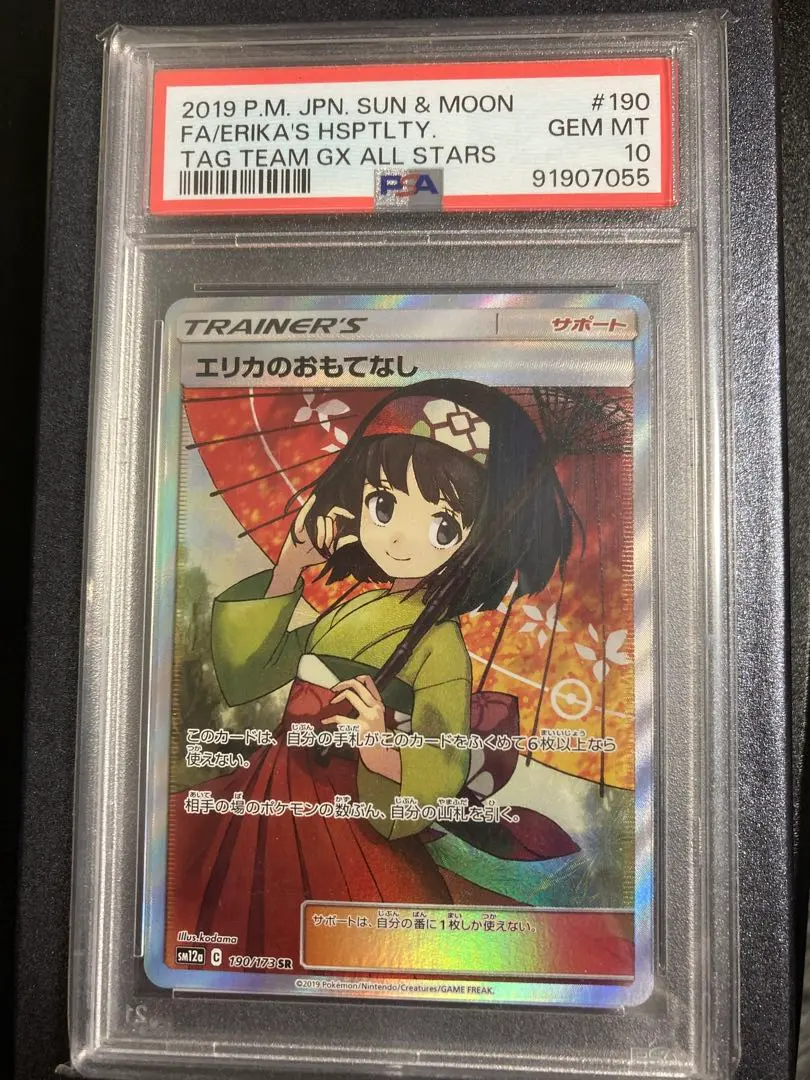 2019 P.M. JPN. SUN & MOON #190
FA/ERIKA'S HSPTLTY. GEM MT
TAG TEAM GX ALL STARS 10
PSA 91907055
TRAINER'S サポート
エリカのおもてなし
このカードは、自分の手札がこのカードをふくめて6枚以上なら
使えない。
相手の場のポケモンの数ぶん、自分の山札を引く。
サポートは、自分の番に1枚しか使えない。
Illus.kodama
sm12a C 190/173 SR
©2019 Pokémon/Nintendo/Creatures/GAME FREAK.